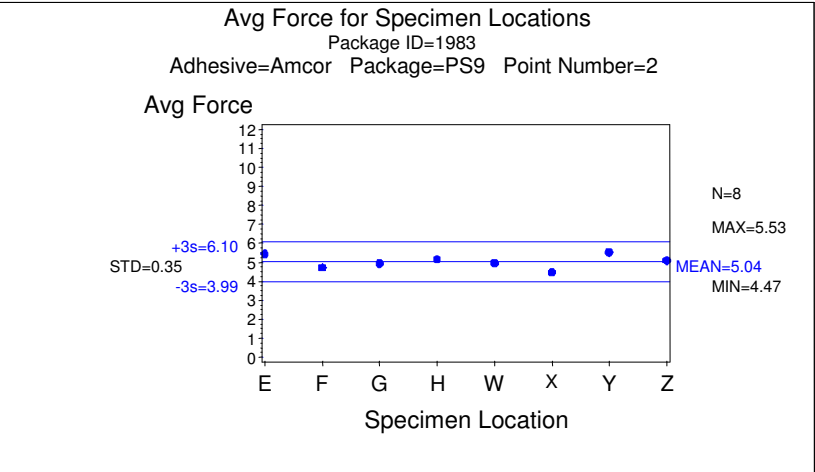 Avg Force for Specimen Locations
Package ID=1983
Adhesive=Amcor Package=PS9 Point Number=2
Avg Force
12
11
10
9
8
7
6
5
4
3
2
1
0
+3s=6.10
STD=0.35
-3s=3.99
N=8
MAX=5.53
MEAN=5.04
MIN=4.47
E F G H W X Y Z
Specimen Location